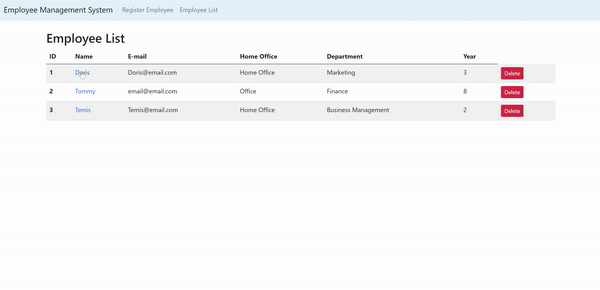 Employee Management System Register Employee Employee List
Employee List
ID Name E-mail Home Office Department Year
1 Doris Doris@email.com Home Office Marketing 3 Delete
2 Tommy email@email.com Office Finance 8 Delete
3 Temis Temis@email.com Home Office Business Management 2 Delete